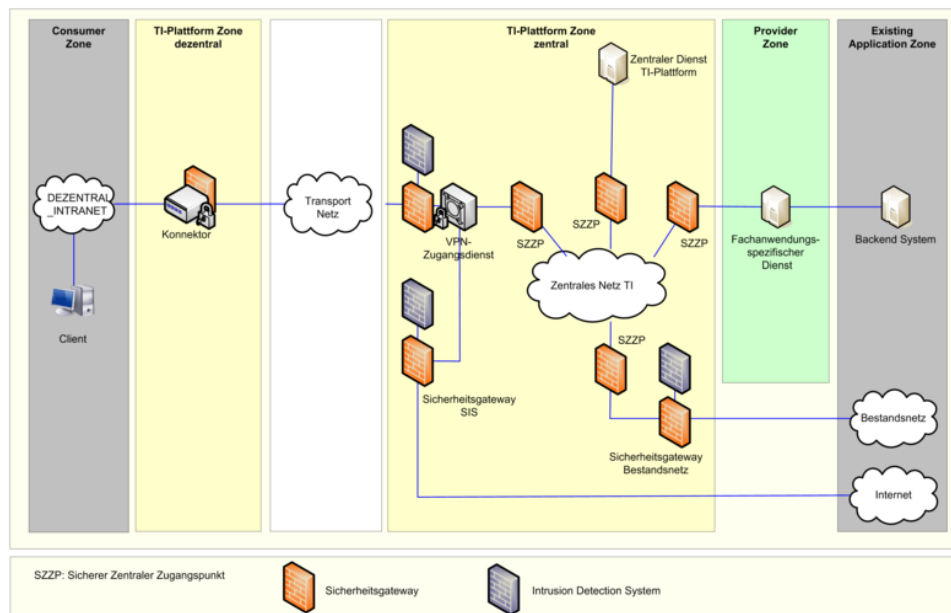 Consumer
Zone
TI-Plattform Zone
dezentral
TI-Plattform Zone
zentral
Provider
Zone
Existing
Application Zone
Zentraler Dienst
TI-Plattform
DEZENTRAL
_INTRANET
Konnektor
Transport
Netz
VPN-
Zugangsdienst
SZZP
SZZP
SZZP
Fachanwendungs-
spezifischer
Dienst
Backend System
Zentrales Netz TI
Client
SZZP
Sicherheitsgateway
SIS
Sicherheitsgateway
Bestandsnetz
Bestandsnetz
Internet
SZZP: Sicherer Zentraler Zugangspunkt
Sicherheitsgateway
Intrusion Detection System